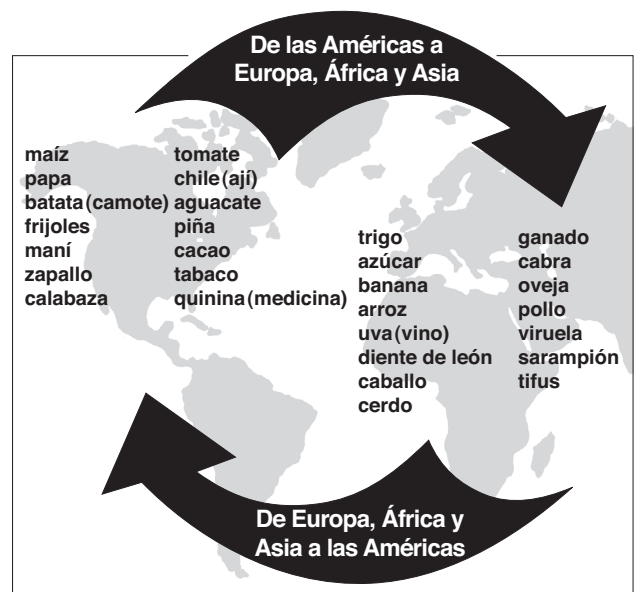 De las Américas a
Europa, África y Asia
maíz
papa
batata (camote)
frijoles
maní
zapallo
calabaza
tomate
chile (ají)
aguacate
piña
cacao
tabaco
quinina (medicina)
trigo
azúcar
banana
arroz
uva (vino)
diente de león
caballo
cerdo
ganado
cabra
oveja
pollo
viruela
sarampión
tifus
De Europa, África y
Asia a las Américas